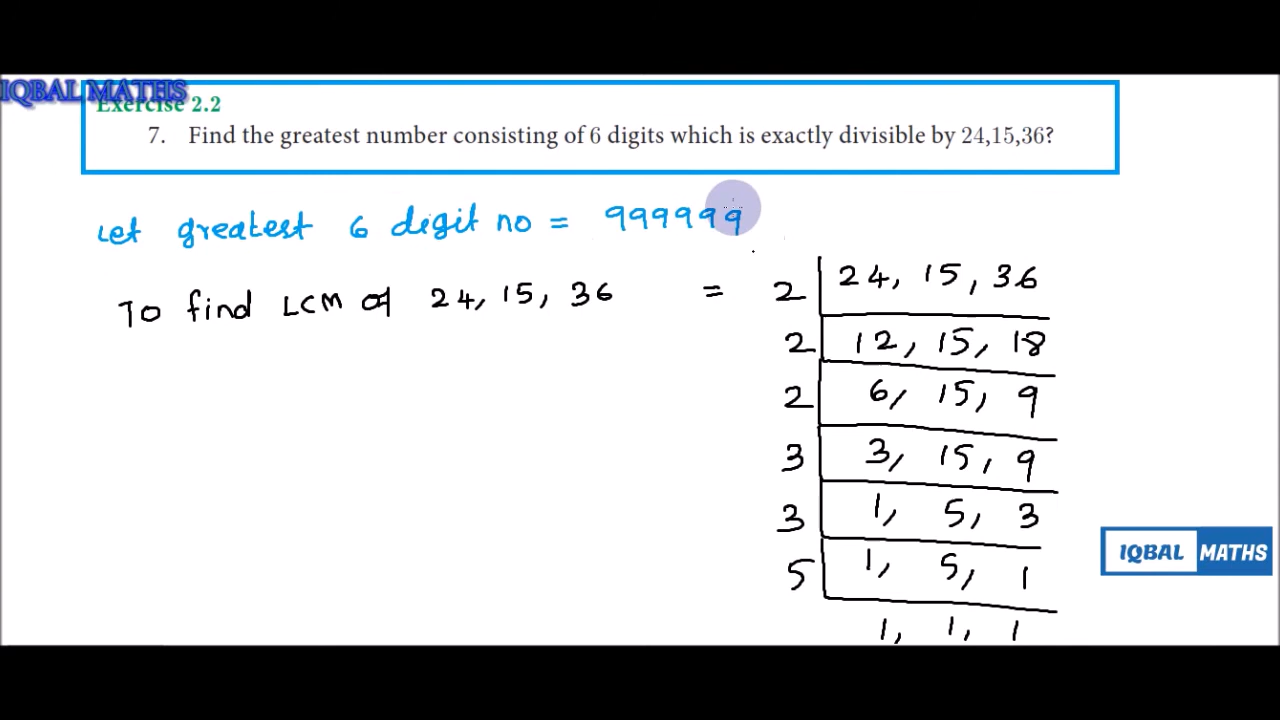 IQBAL MATHS
Exercise 2.2
7. Find the greatest number consisting of 6 digits which is exactly divisible by 24,15,36?
Let greatest 6 digit no = 999999
To find LCM of 24, 15, 36 = 2 | 24, 15, 36
2 | 12, 15, 18
2 | 6, 15, 9
3 | 3, 15, 9
3 | 1, 5, 3
5 | 1, 5, 1
1, 1, 1
IQBAL MATHS